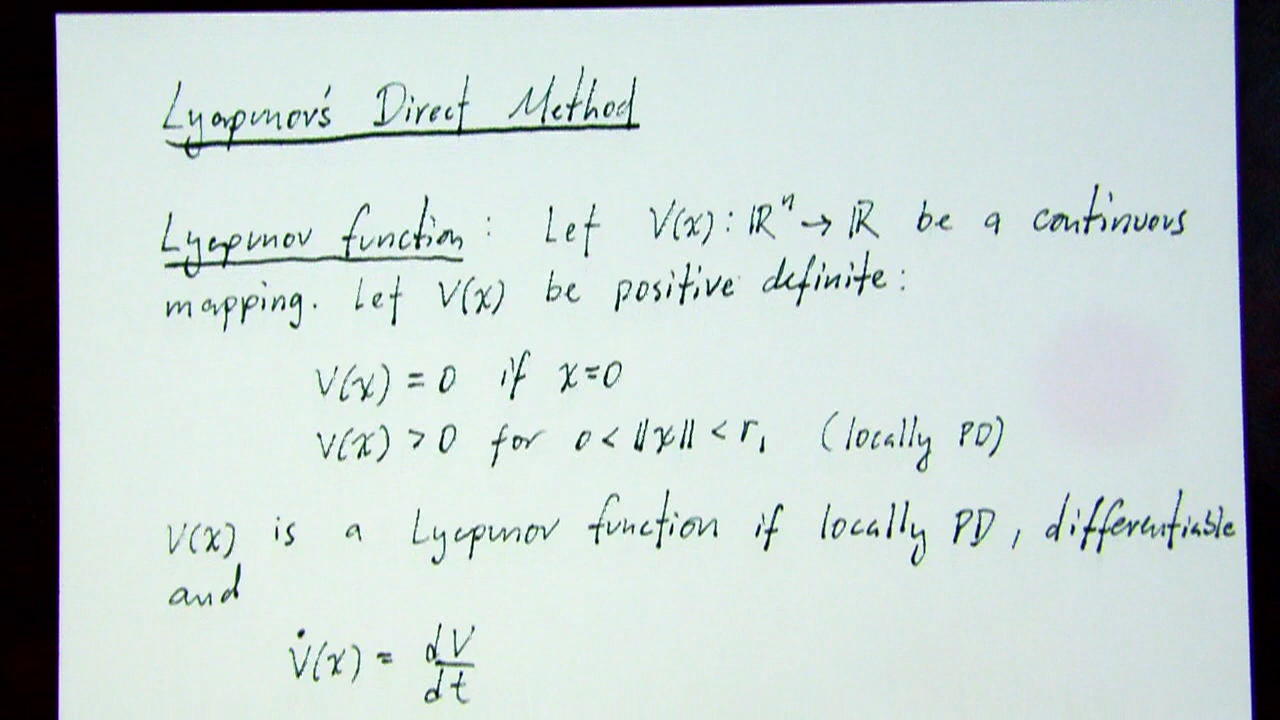 Lyapunov's Direct Method
Lyapunov function : Let V(x) : ℝⁿ → ℝ be a continuous
mapping. Let V(x) be positive definite :
V(x) = 0 if x=0
V(x) > 0 for 0 < ||x|| < r₁ (locally PD)
V(x) is a Lyapunov function if locally PD, differentiable
and
V̇(x) = dV/dt